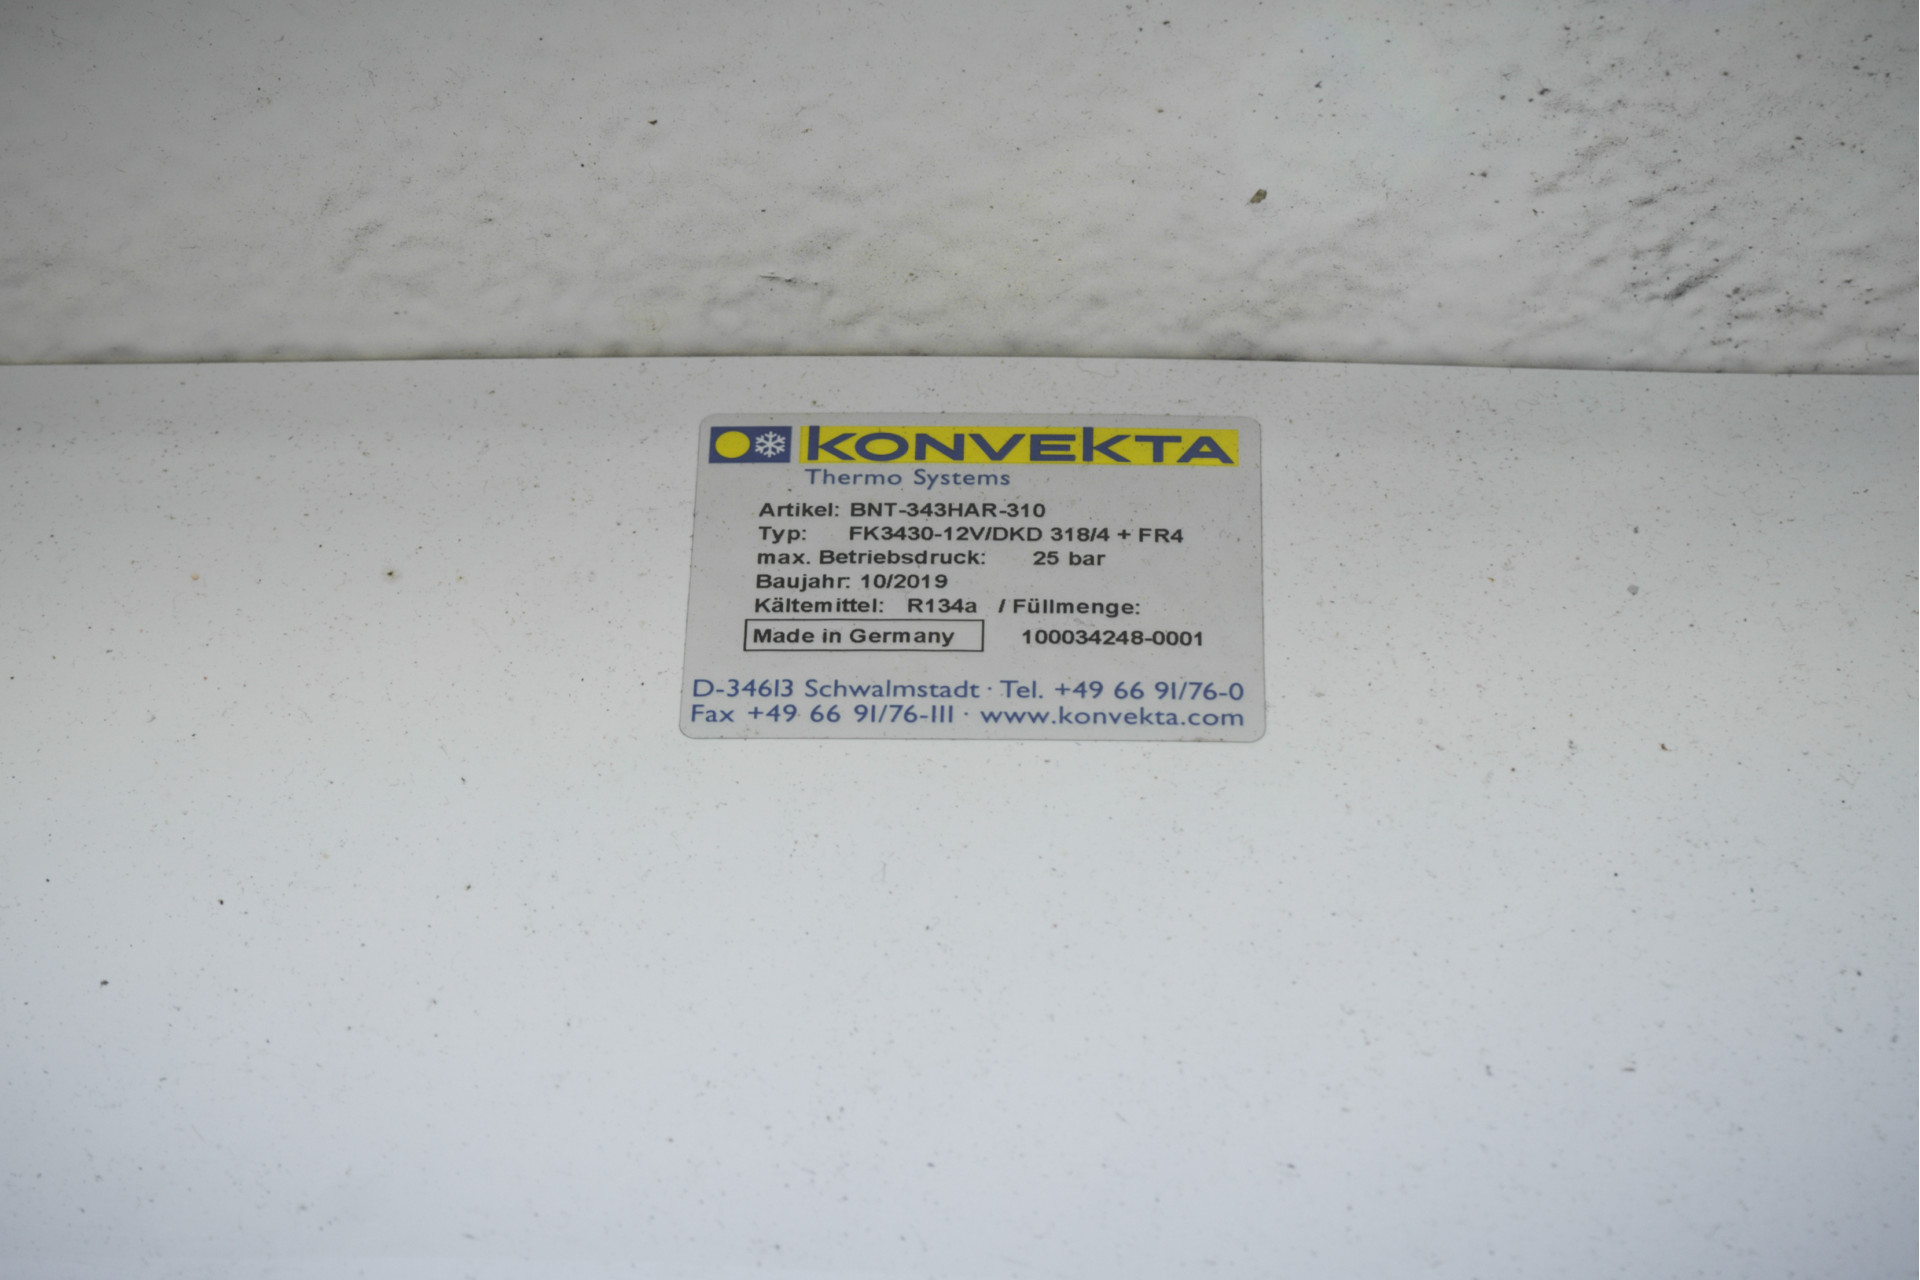 KONVEKTA
Thermo Systems
Artikel: BNT-343HAR-310
Typ: FK3430-12V/DKD 318/4 + FR4
max. Betriebsdruck: 25 bar
Baujahr: 10/2019
Kältemittel: R134a / Füllmenge:
Made in Germany 100034248-0001
D-34613 Schwalmstadt · Tel. +49 66 91/76-0
Fax +49 66 91/76-111 · www.konvekta.com